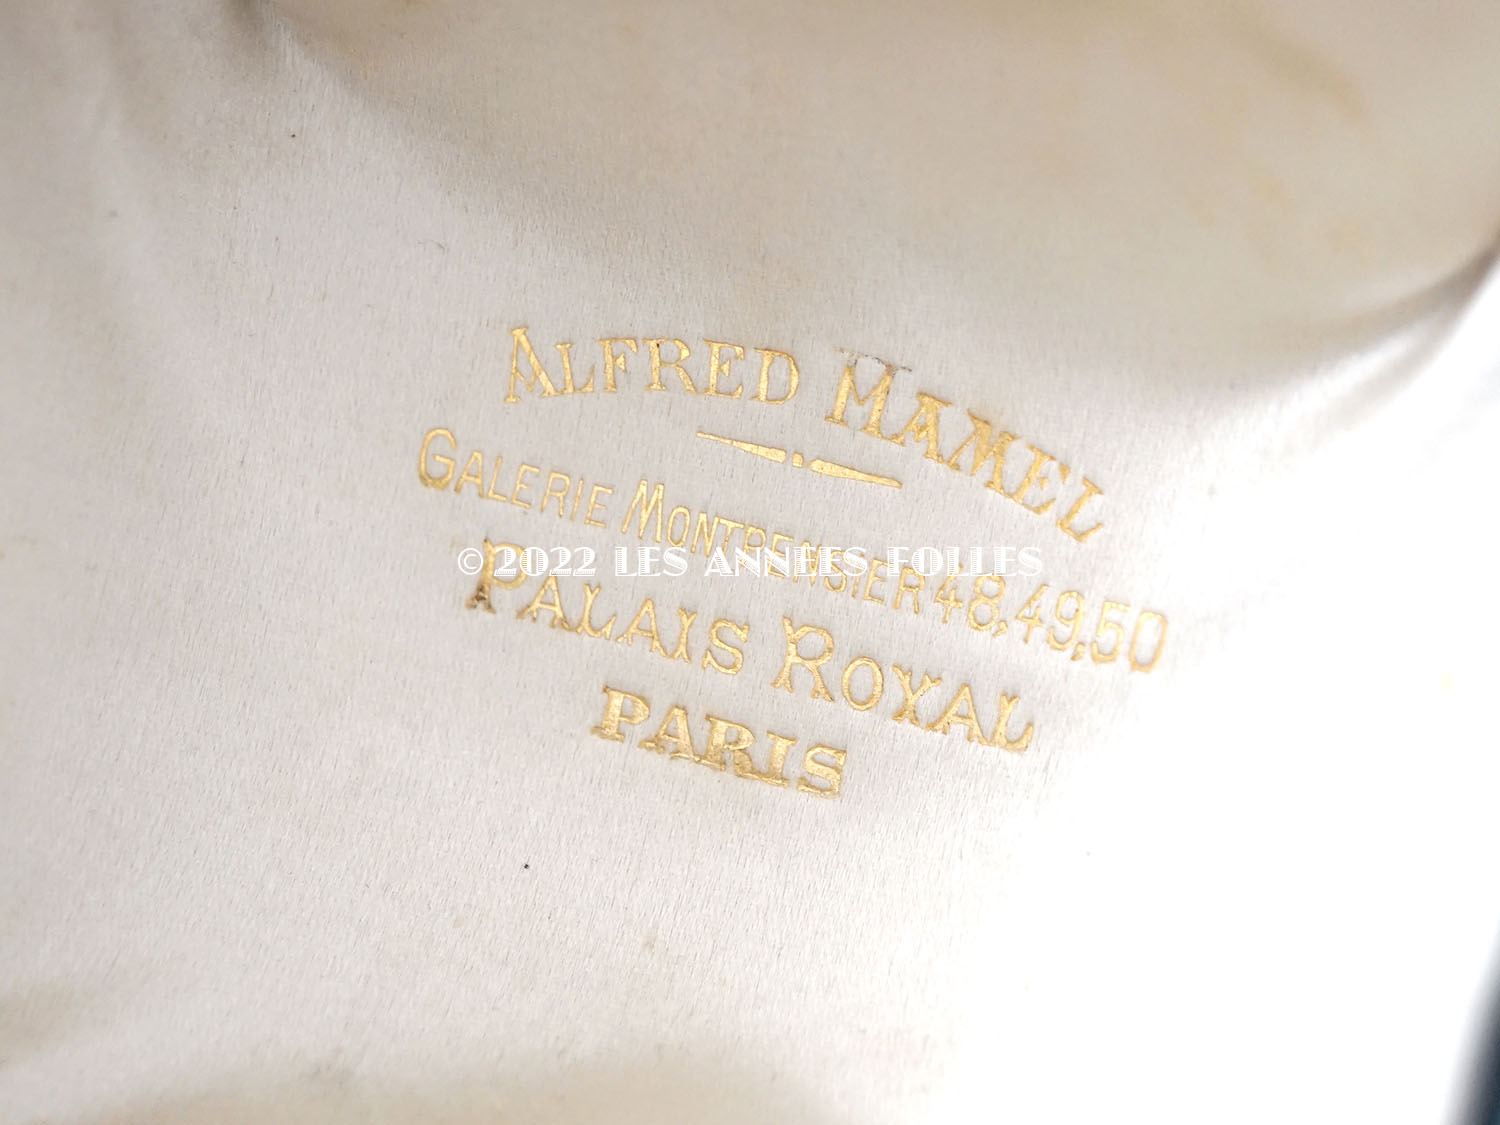 ALFRED MAMEL
GALERIE MONTPENSIER 48, 49, 50
© 2022 LES ANNEES FOLLES
PALAIS ROYAL
PARIS